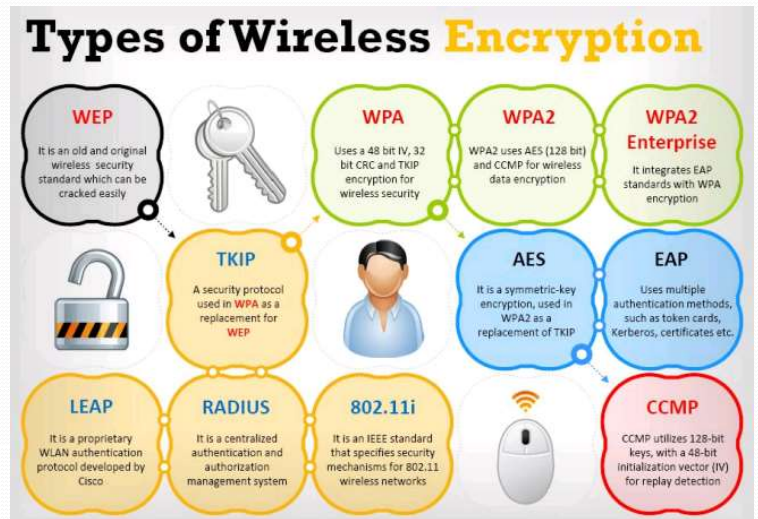 Types of Wireless Encryption
WEP
It is an old and original
wireless security
standard which can be
cracked easily
WPA
Uses a 48 bit IV, 32
bit CRC and TKIP
encryption for
wireless security
WPA2
WPA2 uses AES (128 bit)
and CCMP for wireless
data encryption
WPA2
Enterprise
It integrates EAP
standards with WPA
encryption
TKIP
A security protocol
used in WPA as a
replacement for
WEP
AES
It is a symmetric-key
encryption, used in
WPA2 as a
replacement of TKIP
EAP
Uses multiple
authentication methods,
such as token cards,
Kerberos, certificates etc.
LEAP
It is a proprietary
WLAN authentication
protocol developed by
Cisco
RADIUS
It is a centralized
authentication and
authorization
management system
802.11i
It is an IEEE standard
that specifies security
mechanisms for 802.11
wireless networks
CCMP
CCMP utilizes 128-bit
keys, with a 48-bit
initialization vector (IV)
for replay detection